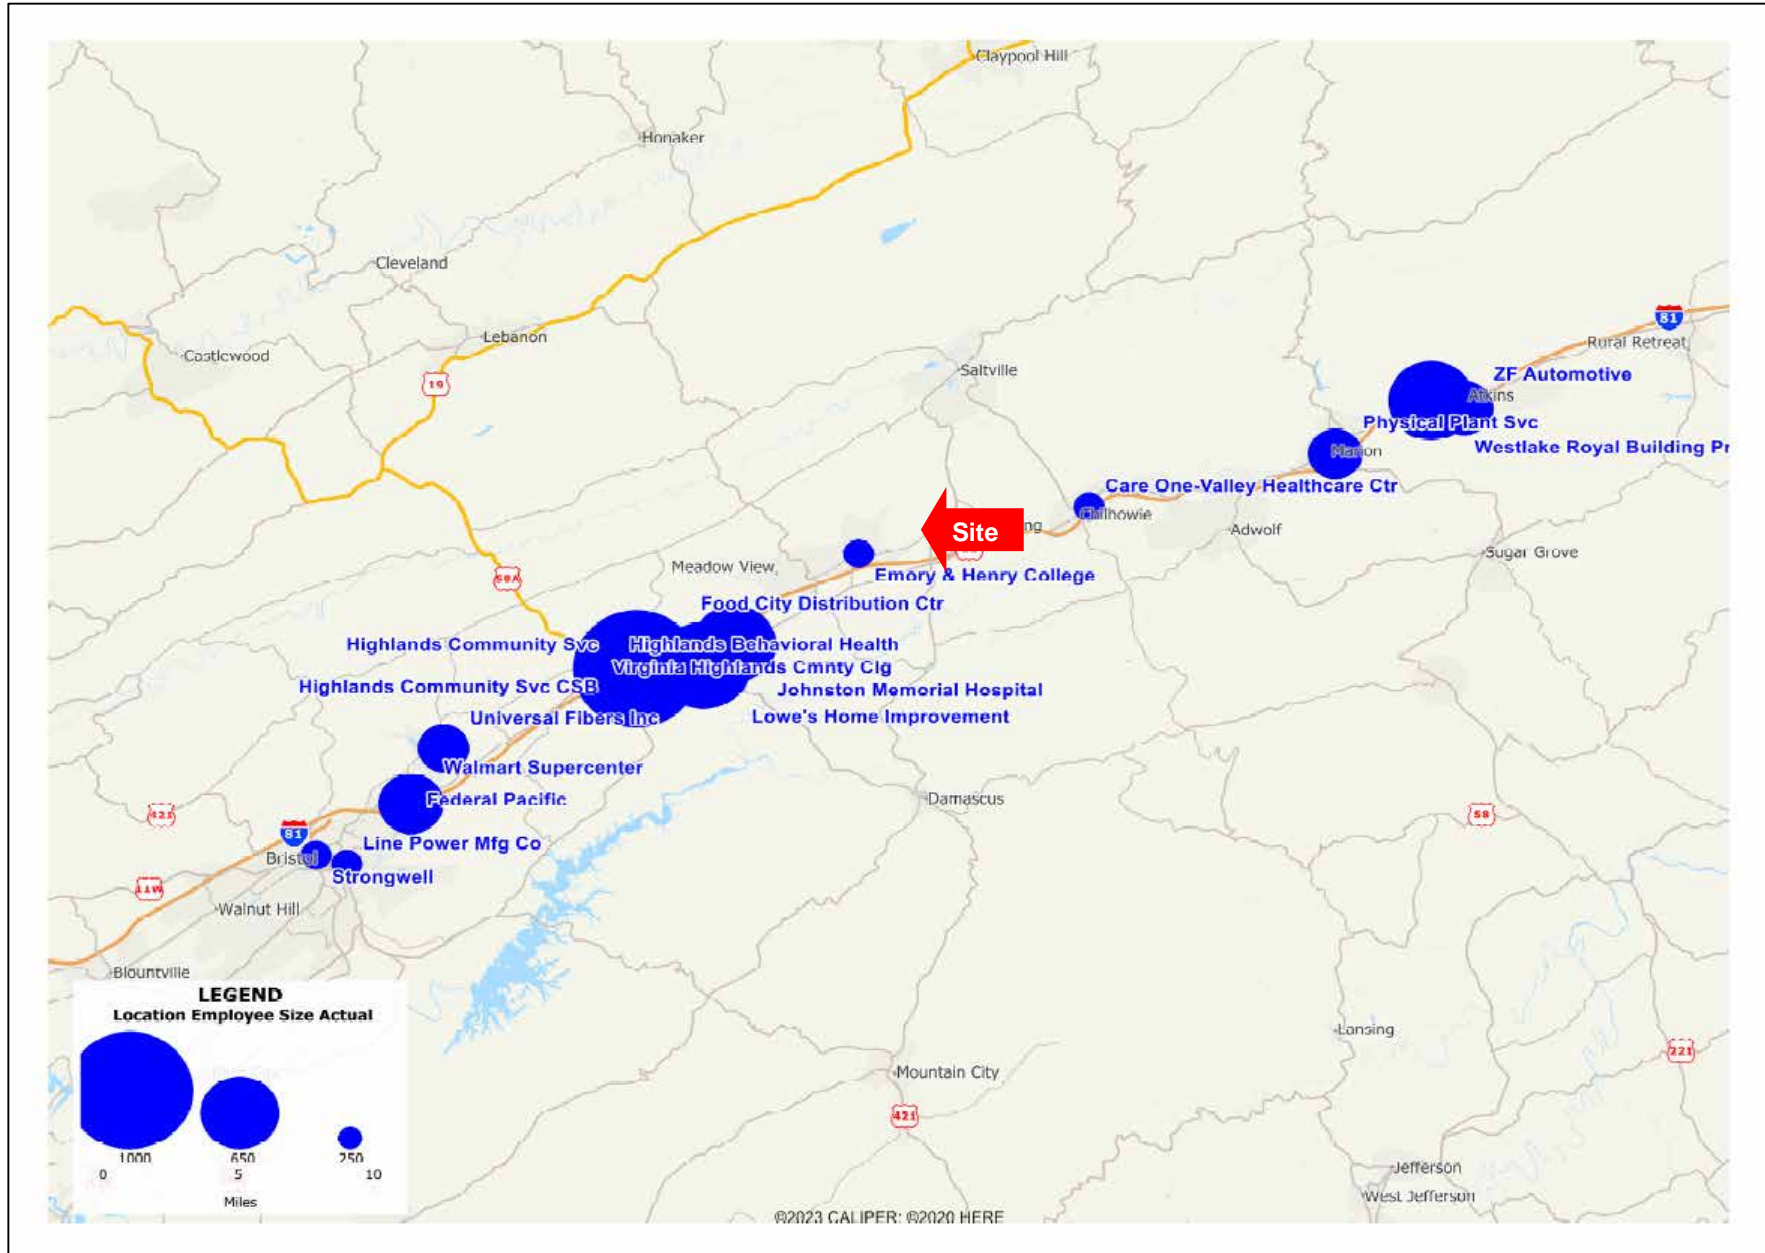 Claypool Hill
Honaker
Cleveland
Lebanon
Castlewood
19
81
Rural Retreat
Saltville
ZF Automotive
Atkins
Physical Plant Svc
Marion
Westlake Royal Building Pr
Care One-Valley Healthcare Ctr
Chilhowie
Adwolf
Sugar Grove
Site
ng
Meadow View
Emory & Henry College
58A
Food City Distribution Ctr
Highlands Community Svc
Highlands Behavioral Health
Virginia Highlands Cmnty Clg
Highlands Community Svc CSB
Johnston Memorial Hospital
Universal Fibers Inc
Lowe's Home Improvement
Walmart Supercenter
Federal Pacific
Damascus
421
58
81
Line Power Mfg Co
Bristol
Strongwell
11W
Walnut Hill
Blountville
LEGEND
Location Employee Size Actual
1000 650 250
0 5 10
Miles
Lansing
221
Mountain City
421
Jefferson
West Jefferson
©2023 CALIPER; ©2020 HERE